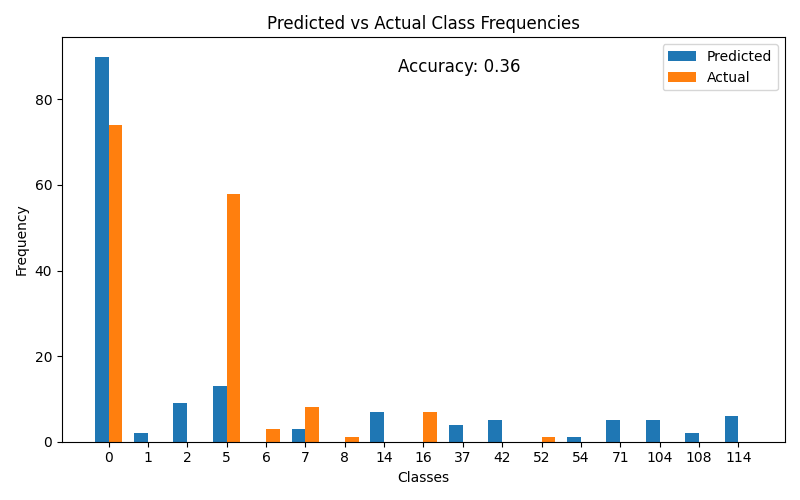 Predicted vs Actual Class Frequencies
Accuracy: 0.36
Predicted
Actual
Frequency
80
60
40
20
0
0 1 2 5 6 7 8 14 16 37 42 52 54 71 104 108 114
Classes